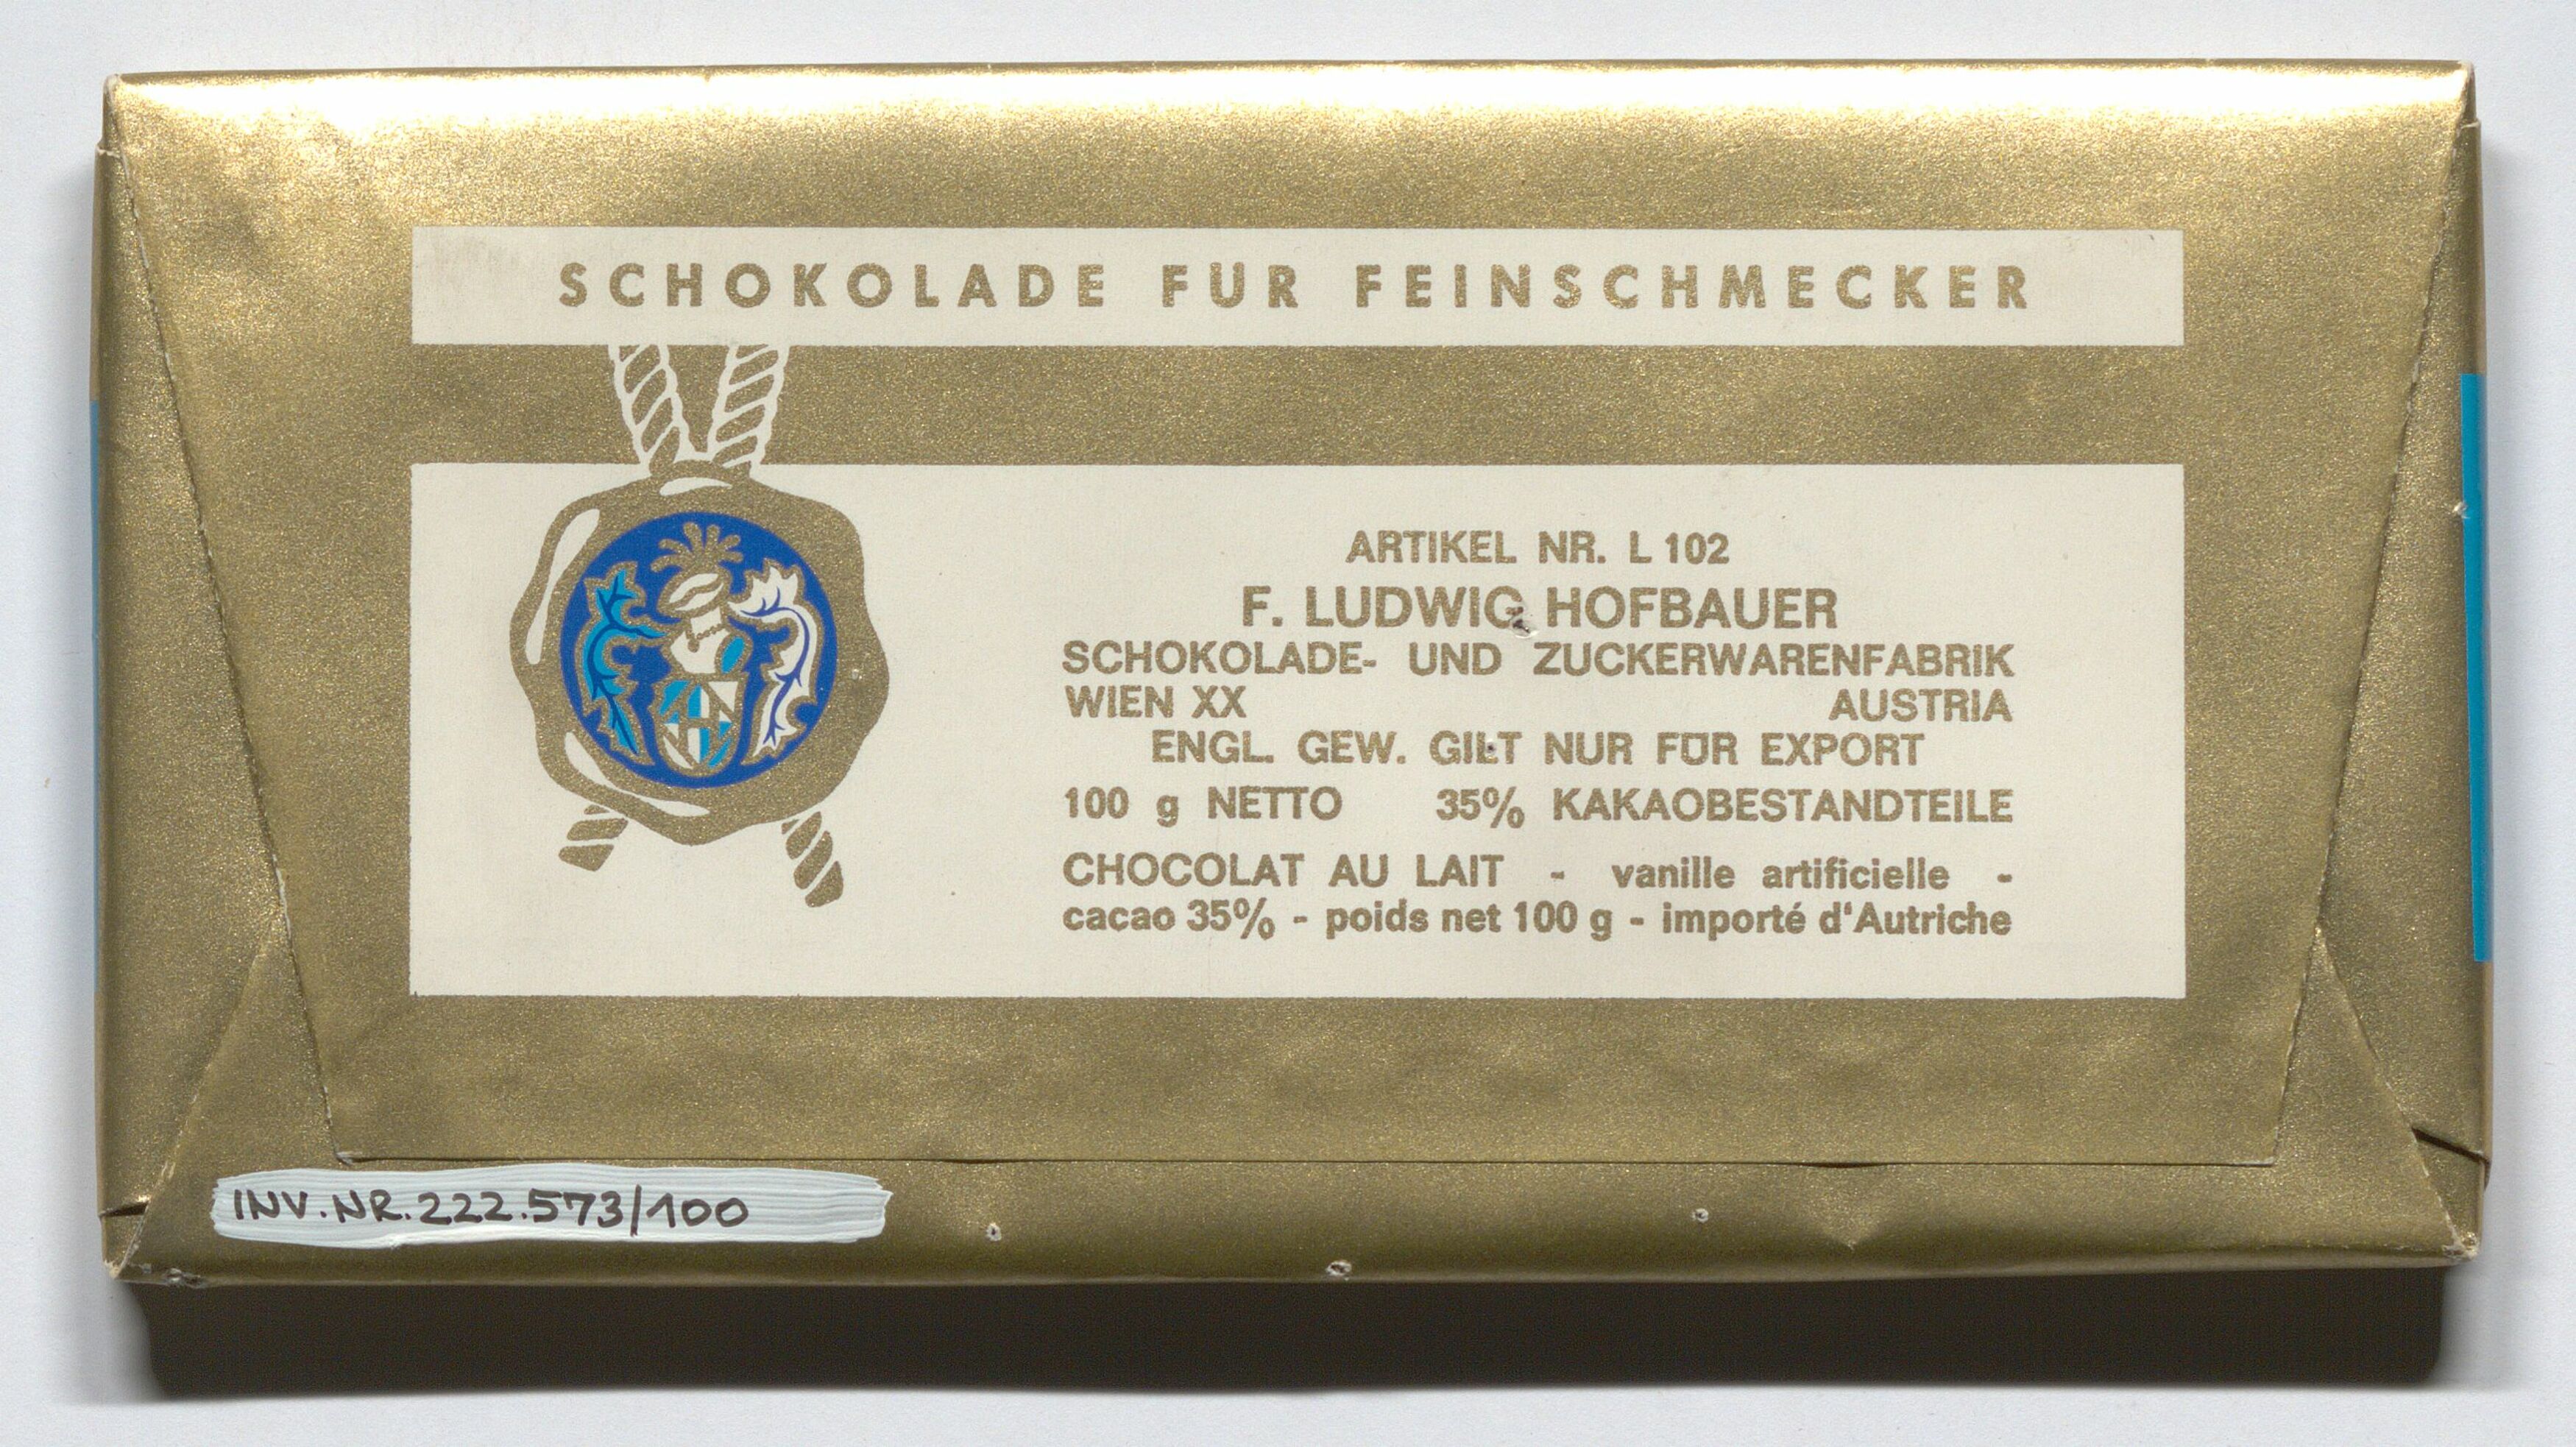 SCHOKOLADE FÜR FEINSCHMECKER
ARTIKEL NR. L 102
F. LUDWIG HOFBAUER
SCHOKOLADE- UND ZUCKERWARENFABRIK
WIEN XX AUSTRIA
ENGL. GEW. GILT NUR FÜR EXPORT
100 g NETTO 35% KAKAOBESTANDTEILE
CHOCOLAT AU LAIT - vanille artificielle -
cacao 35% - poids net 100 g - importé d'Autriche
INV.NR.222.573/100